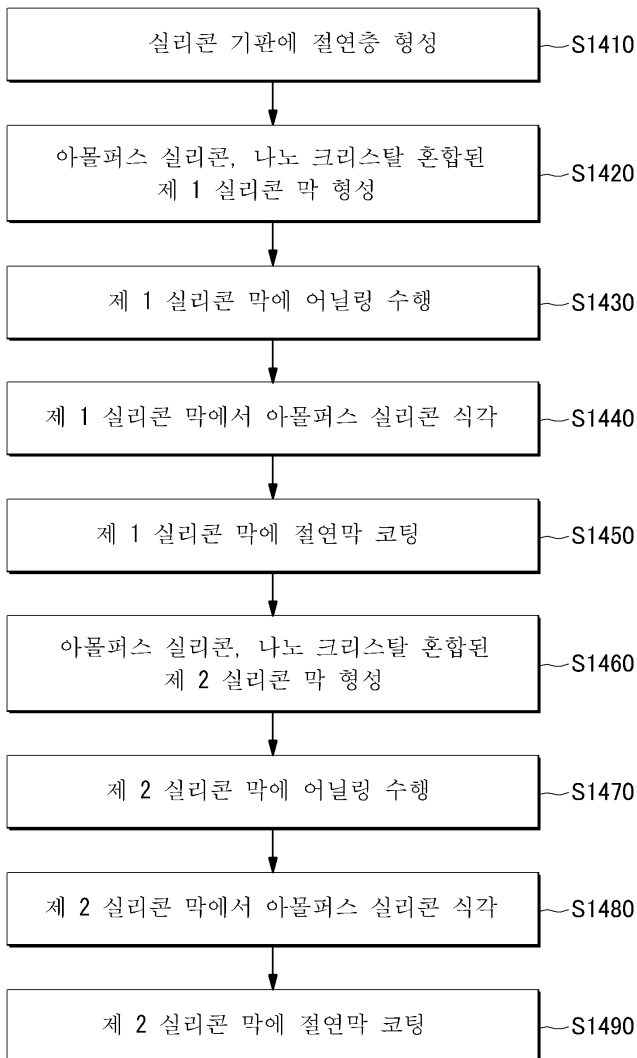 실리콘 기판에 절연층 형성
S1410
아몰퍼스 실리콘, 나노 크리스탈 혼합된
제 1 실리콘 막 형성
S1420
제 1 실리콘 막에 어닐링 수행
S1430
제 1 실리콘 막에서 아몰퍼스 실리콘 식각
S1440
제 1 실리콘 막에 절연막 코팅
S1450
아몰퍼스 실리콘, 나노 크리스탈 혼합된
제 2 실리콘 막 형성
S1460
제 2 실리콘 막에 어닐링 수행
S1470
제 2 실리콘 막에서 아몰퍼스 실리콘 식각
S1480
제 2 실리콘 막에 절연막 코팅
S1490